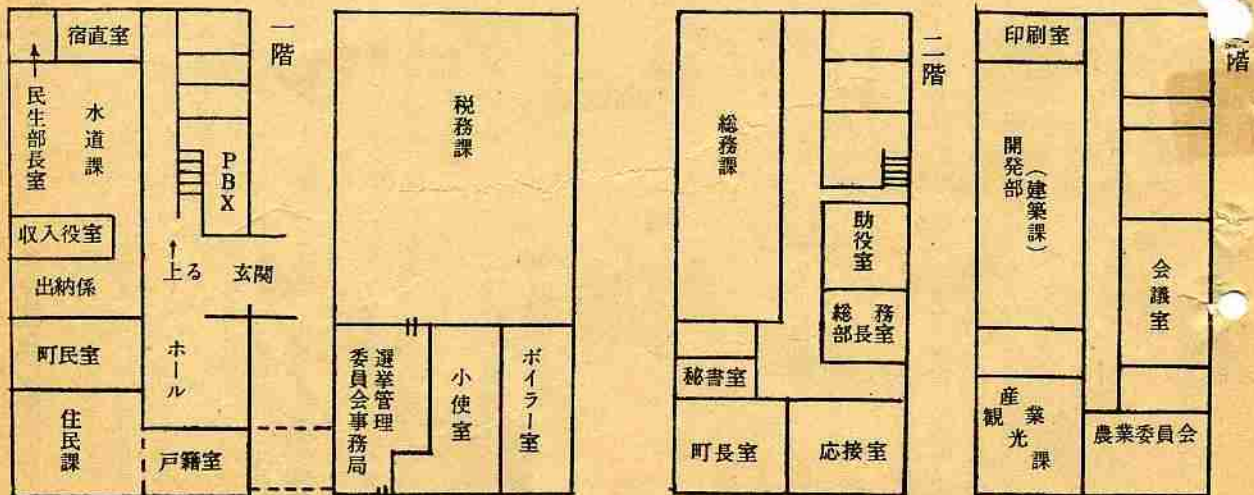 一階
宿直室
民生部長室
水道課
PBX
収入役室
出納係
上る
玄関
町民室
ホール
住民課
戸籍室
税務課
選挙管理
委員会事務局
小使室
ボイラー室
二階
総務課
助役室
総務
部長室
秘書室
町長室
応接室
階
印刷室
開発部
(建築課)
会議室
産業
観光課
農業委員会